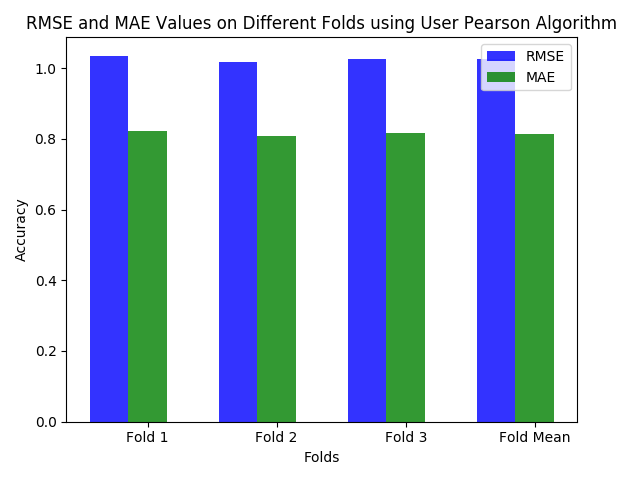 RMSE and MAE Values on Different Folds using User Pearson Algorithm
RMSE
MAE
1.0
0.8
0.6
0.4
0.2
0.0
Accuracy
Fold 1
Fold 2
Fold 3
Fold Mean
Folds